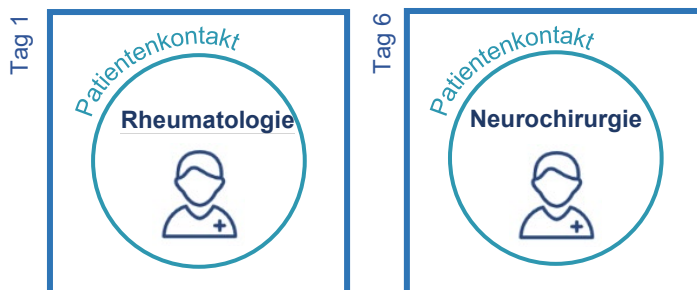 Tag 1
Patientenkontakt
Rheumatologie
Tag 6
Patientenkontakt
Neurochirurgie